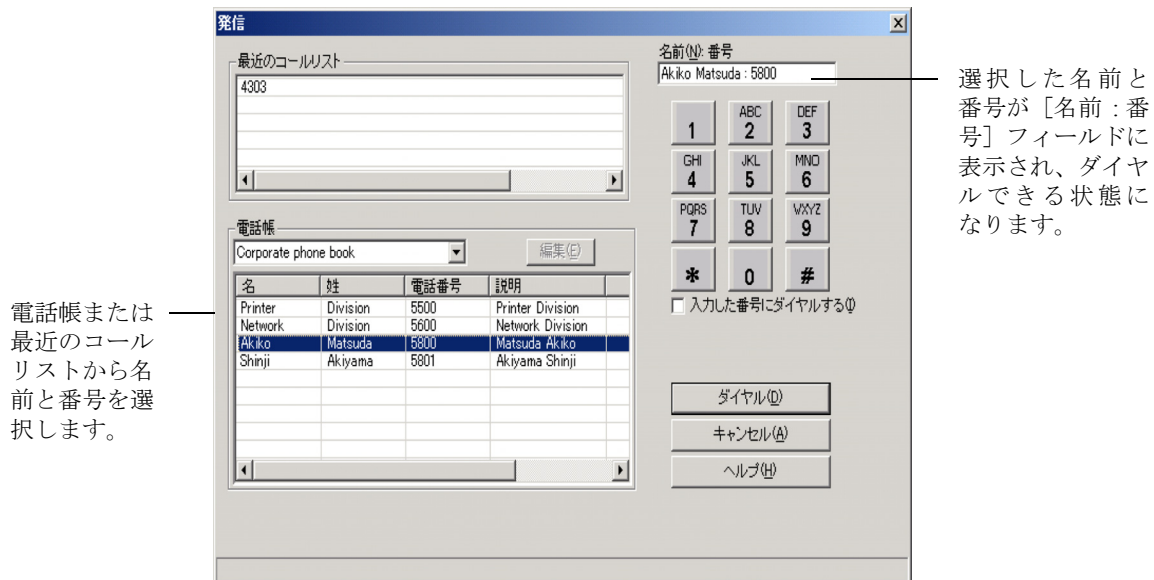 発信
最近のコールリスト
4303
電話帳
Corporate phone book
編集(E)
名 姓 電話番号 説明
Printer Division 5500 Printer Division
Network Division 5600 Network Division
Akiko Matsuda 5800 Matsuda Akiko
Shinji Akiyama 5801 Akiyama Shinji
名前(N): 番号
Akiko Matsuda : 5800
1 ABC 2 DEF 3
GHI 4 JKL 5 MNO 6
PQRS 7 TUV 8 WXYZ 9
* 0 #
入力した番号にダイヤルする(I)
ダイヤル(D)
キャンセル(A)
ヘルプ(H)
電話帳または
最近のコール
リストから名
前と番号を選
択します。
選択した名前と
番号が［名前：番
号］フィールドに
表示され、ダイヤ
ルできる状態に
なります。